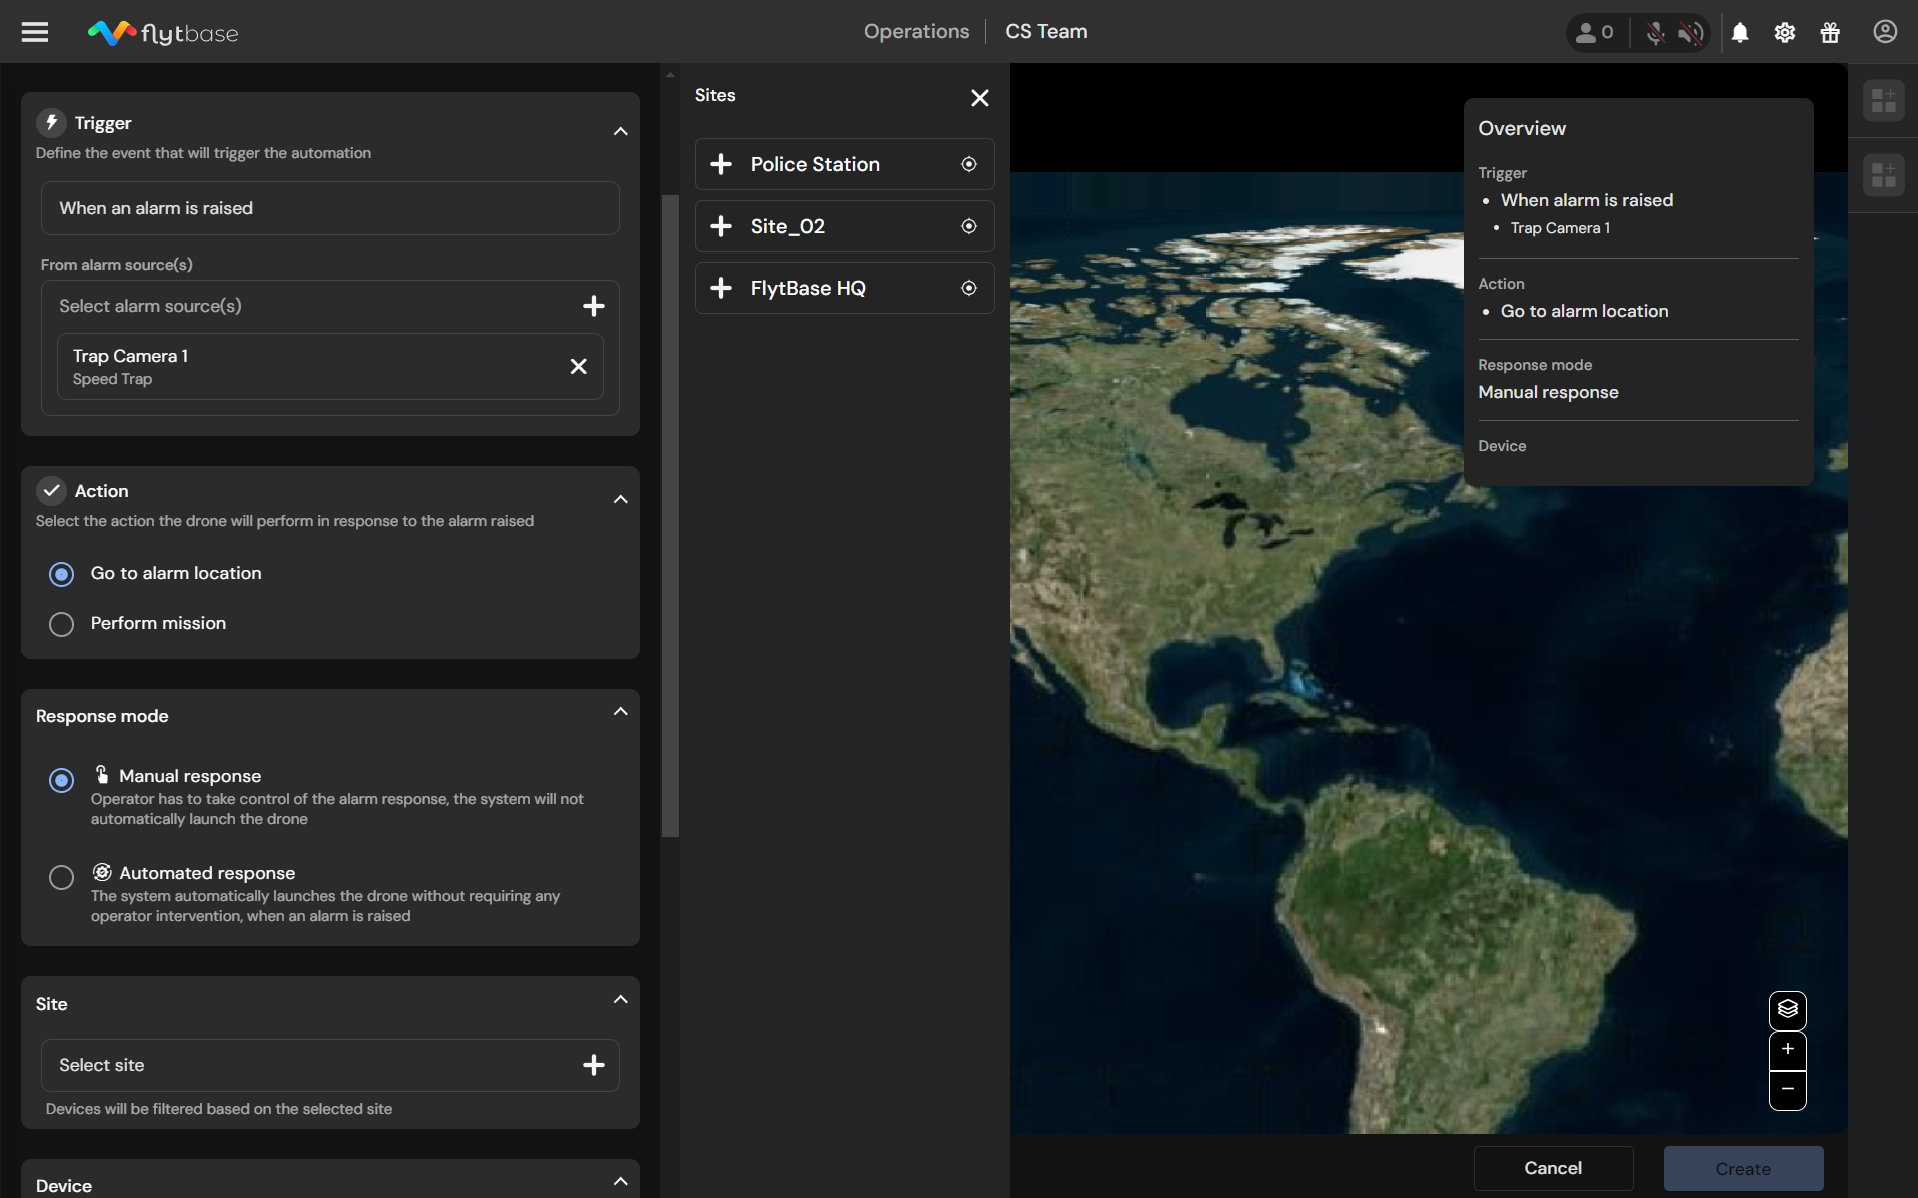 flytbase
Operations
CS Team
0
Trigger
Define the event that will trigger the automation
When an alarm is raised
From alarm source(s)
Select alarm source(s)
Trap Camera 1
Speed Trap
Action
Select the action the drone will perform in response to the alarm raised
Go to alarm location
Perform mission
Response mode
Manual response
Operator has to take control of the alarm response, the system will not
automatically launch the drone
Automated response
The system automatically launches the drone without requiring any
operator intervention, when an alarm is raised
Site
Select site
Devices will be filtered based on the selected site
Device
Sites
Police Station
Site_02
FlytBase HQ
Overview
Trigger
• When alarm is raised
• Trap Camera 1
Action
• Go to alarm location
Response mode
Manual response
Device
Cancel
Create